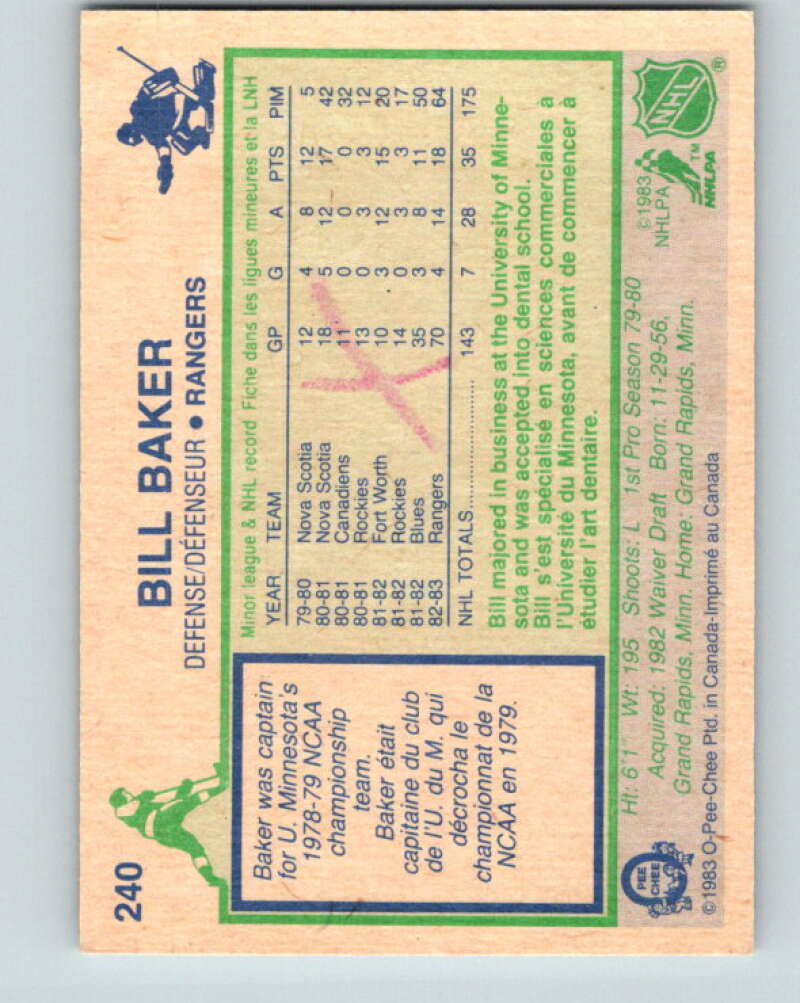 240
BILL BAKER
DEFENSE/DÉFENSEUR • RANGERS
Baker was captain
for U. Minnesota's
1978-79 NCAA
championship
team.
Baker était
capitaine du club
de l'U. du M. qui
décrocha le
championnat de la
NCAA en 1979.
Minor league & NHL record Fiche dans les ligues mineures et la LNH
YEAR TEAM GP G A PTS PIM
79-80 Nova Scotia 12 4 8 12 5
80-81 Nova Scotia 18 5 12 17 42
80-81 Canadiens 11 0 0 0 32
80-81 Rockies 13 0 3 3 12
81-82 Fort Worth 10 3 12 15 20
81-82 Rockies 14 0 3 3 17
81-82 Blues 35 3 8 11 50
82-83 Rangers 70 4 14 18 64
NHL TOTALS.................... 143 7 28 35 175
Bill majored in business at the University of Minne-
sota and was accepted into dental school.
Bill s'est spécialisé en sciences commerciales à
l'Université du Minnesota, avant de commencer à
étudier l'art dentaire.
Ht: 6'1 Wt: 195 Shoots: L 1st Pro Season 79-80
Acquired: 1982 Waiver Draft Born: 11-29-56,
Grand Rapids, Minn. Home: Grand Rapids, Minn.
©1983 O-Pee-Chee Ptd. in Canada-Imprimé au Canada
O
PEE
CHEE
©1983
NHLPA
NHLPA
TM
NHL
®